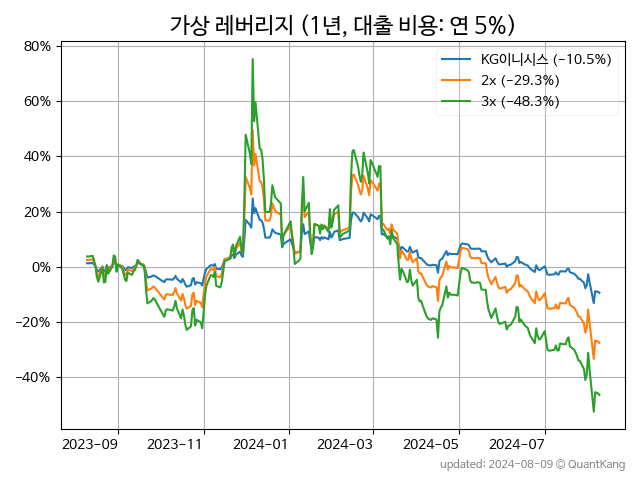 가상 레버리지 (1년, 대출 비용: 연 5%)
KG이니시스 (−10.5%)
2x (−29.3%)
3x (−48.3%)
80%
60%
40%
20%
0%
−20%
−40%
2023-09
2023-11
2024-01
2024-03
2024-05
2024-07
updated: 2024-08-09 © QuantKang